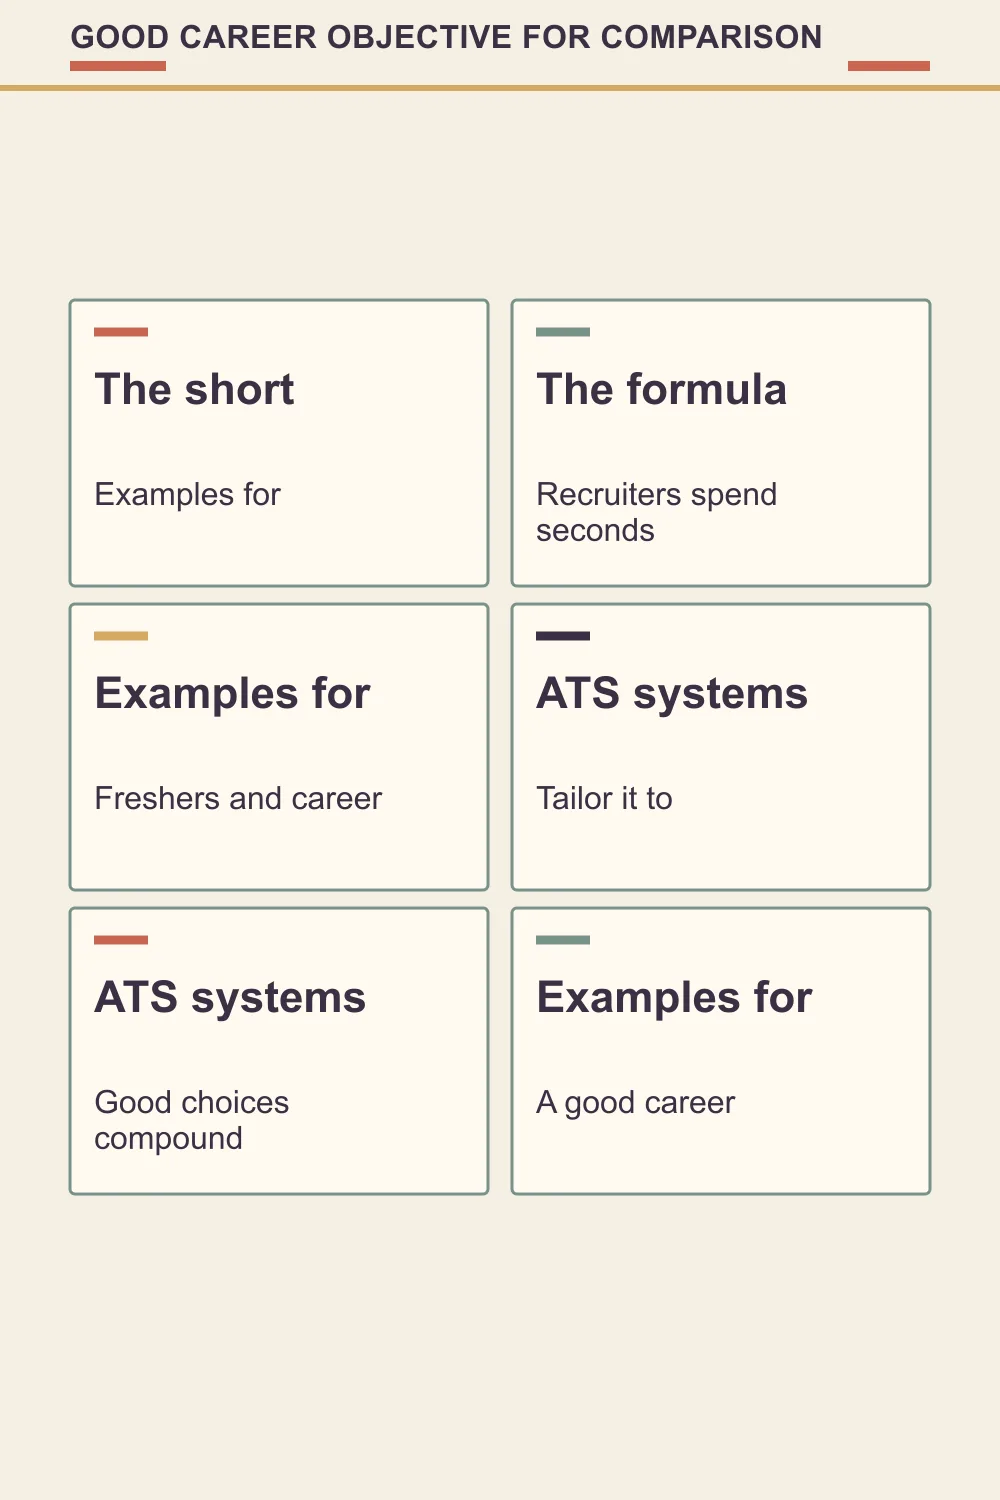 GOOD CAREER OBJECTIVE FOR COMPARISON
The short
Examples for
The formula
Recruiters spend
seconds
Examples for
Freshers and career
ATS systems
Tailor it to
ATS systems
Good choices
compound
Examples for
A good career